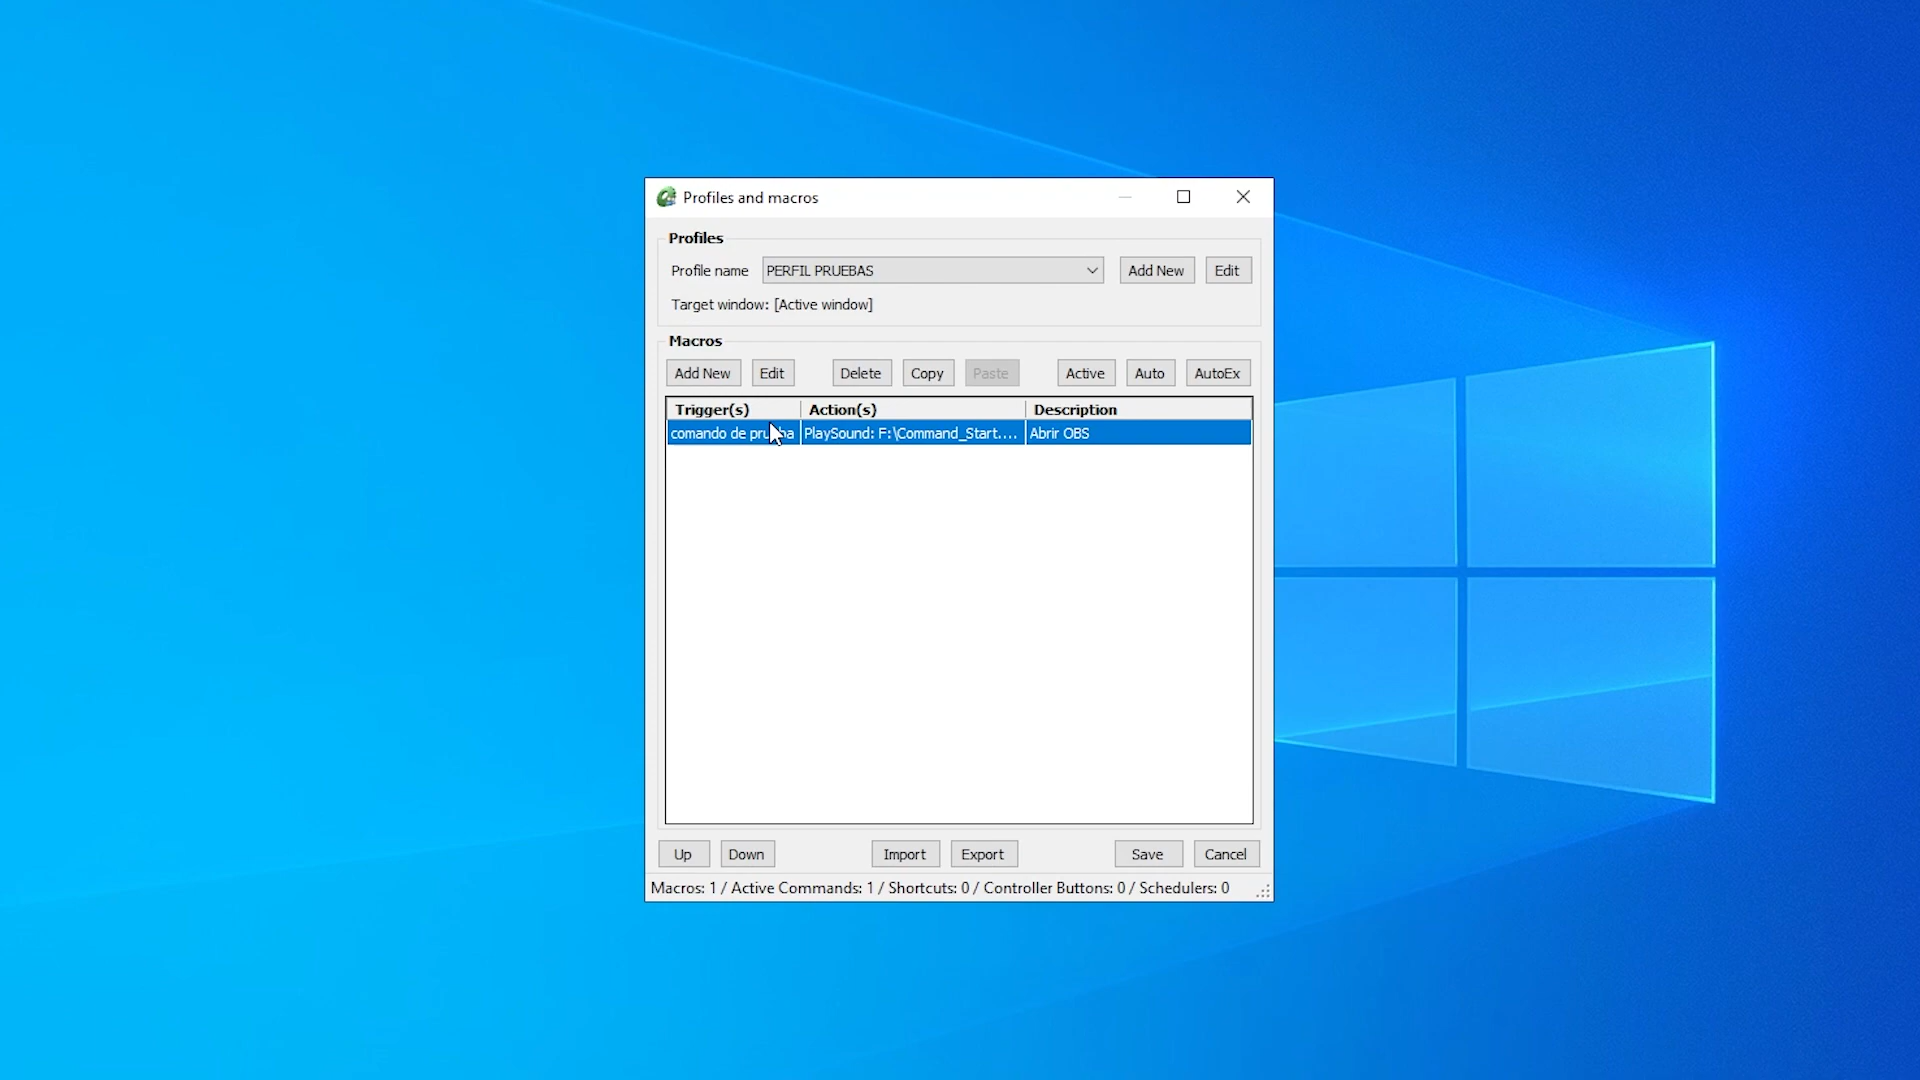 Profiles and macros
Profiles
Profile name PERFIL PRUEBAS Add New Edit
Target window: [Active window]
Macros
Add New Edit Delete Copy Paste Active Auto AutoEx
Trigger(s) Action(s) Description
comando de prueba PlaySound: F:\Command_Start.... Abrir OBS
Up Down Import Export Save Cancel
Macros: 1 / Active Commands: 1 / Shortcuts: 0 / Controller Buttons: 0 / Schedulers: 0